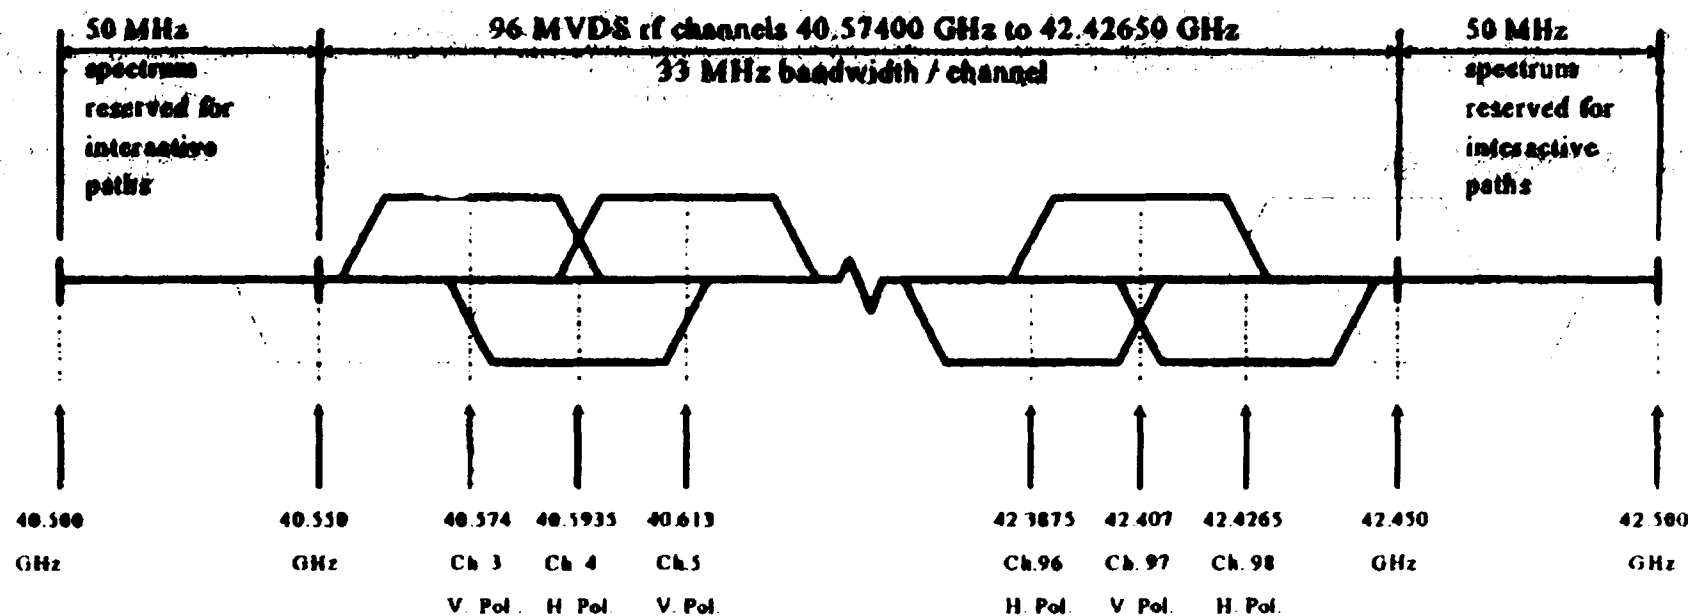 50 MHz
spectrum
reserved for
interactive
paths
96 MVDS rf channels 40.57400 GHz to 42.42650 GHz
33 MHz bandwidth / channel
50 MHz
spectrum
reserved for
interactive
paths
40.500
GHz
40.550
GHz
40.574
Ch 3
V. Pol.
40.5935
Ch 4
H Pol.
40.613
Ch.5
V. Pol.
42.3875
Ch.96
H. Pol.
42.407
Ch. 97
V. Pol.
42.4265
Ch. 98
H. Pol.
42.450
GHz
42.500
GHz